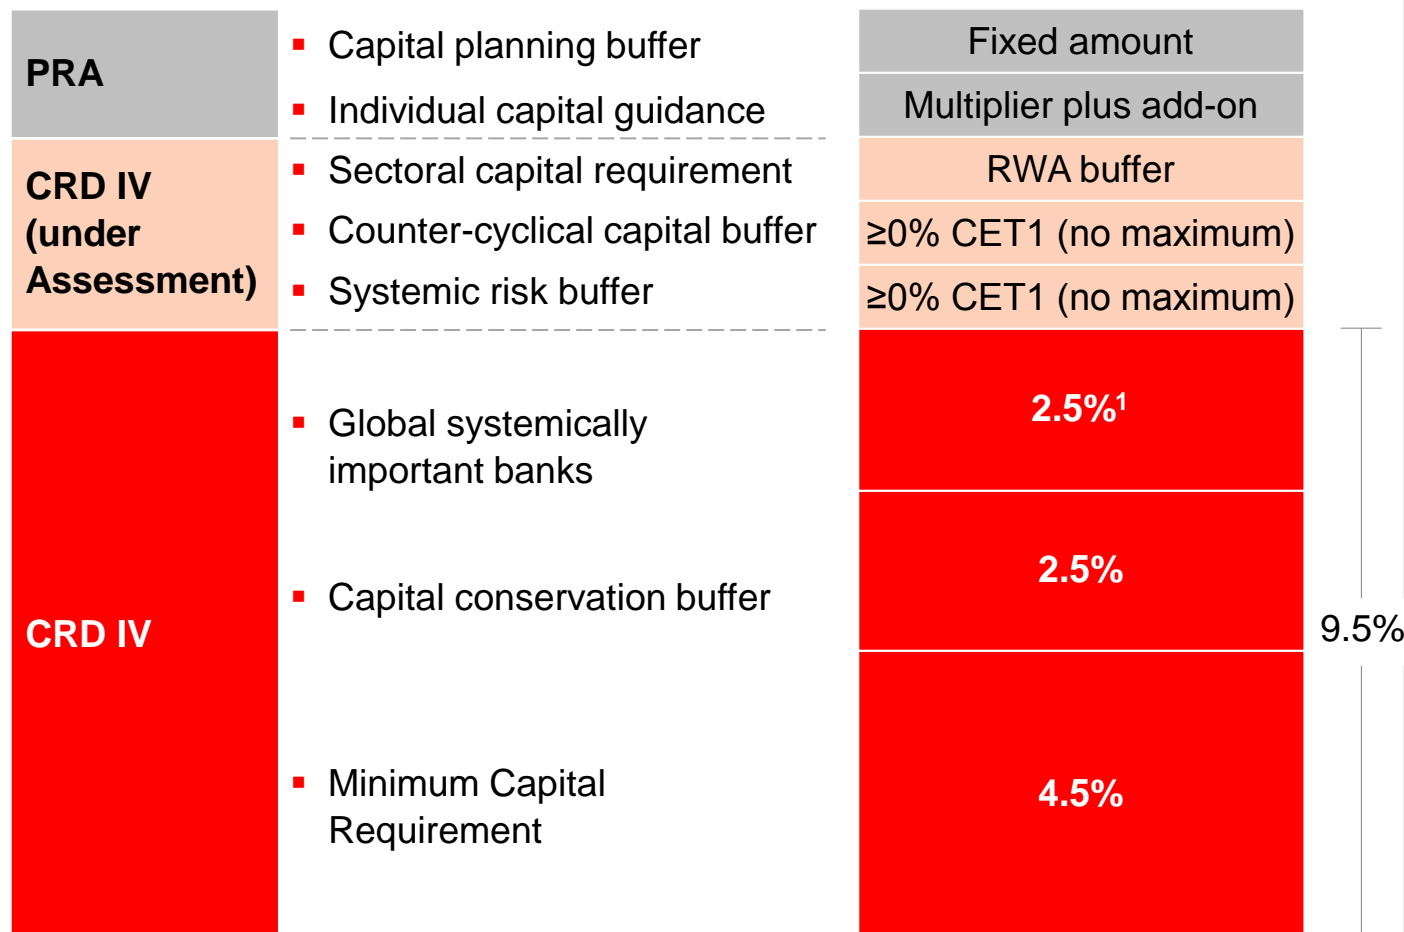 PRA
▪ Capital planning buffer
Fixed amount
▪ Individual capital guidance
Multiplier plus add-on
CRD IV
(under
Assessment)
▪ Sectoral capital requirement
RWA buffer
▪ Counter-cyclical capital buffer
≥0% CET1 (no maximum)
▪ Systemic risk buffer
≥0% CET1 (no maximum)
CRD IV
▪ Global systemically
important banks
2.5%¹
▪ Capital conservation buffer
2.5%
▪ Minimum Capital
Requirement
4.5%
9.5%